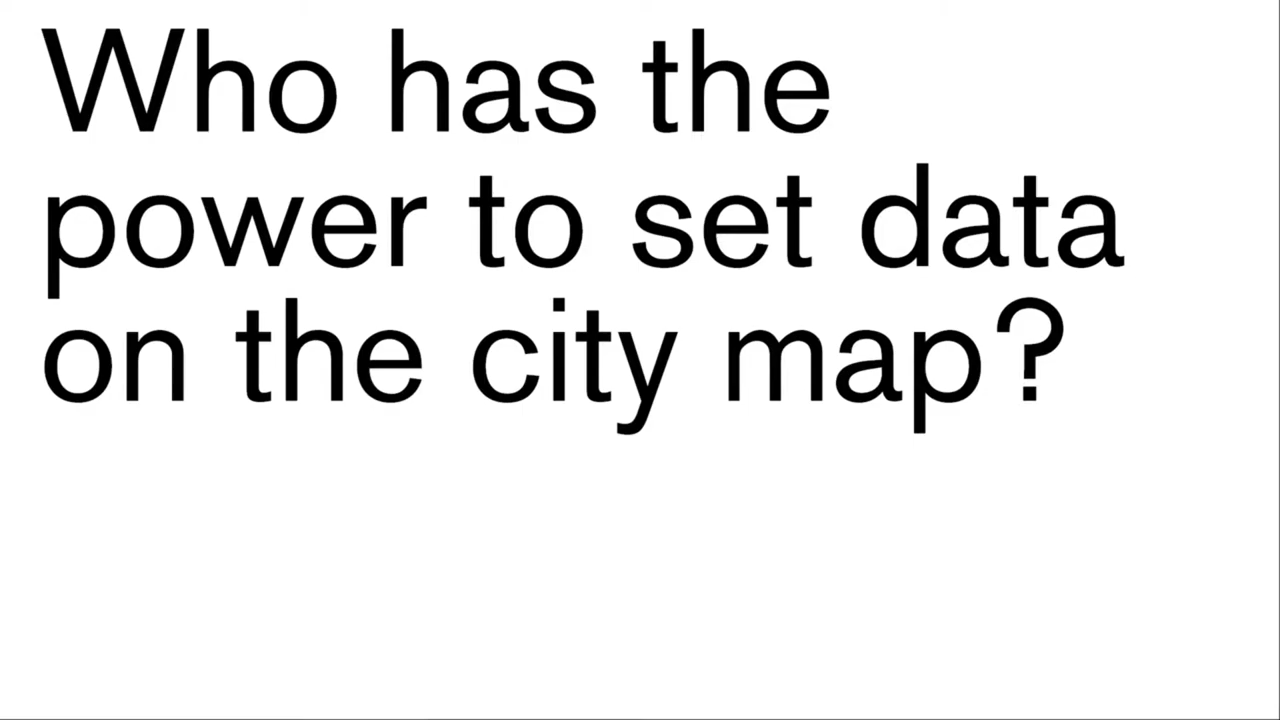 Who has the
power to set data
on the city map?